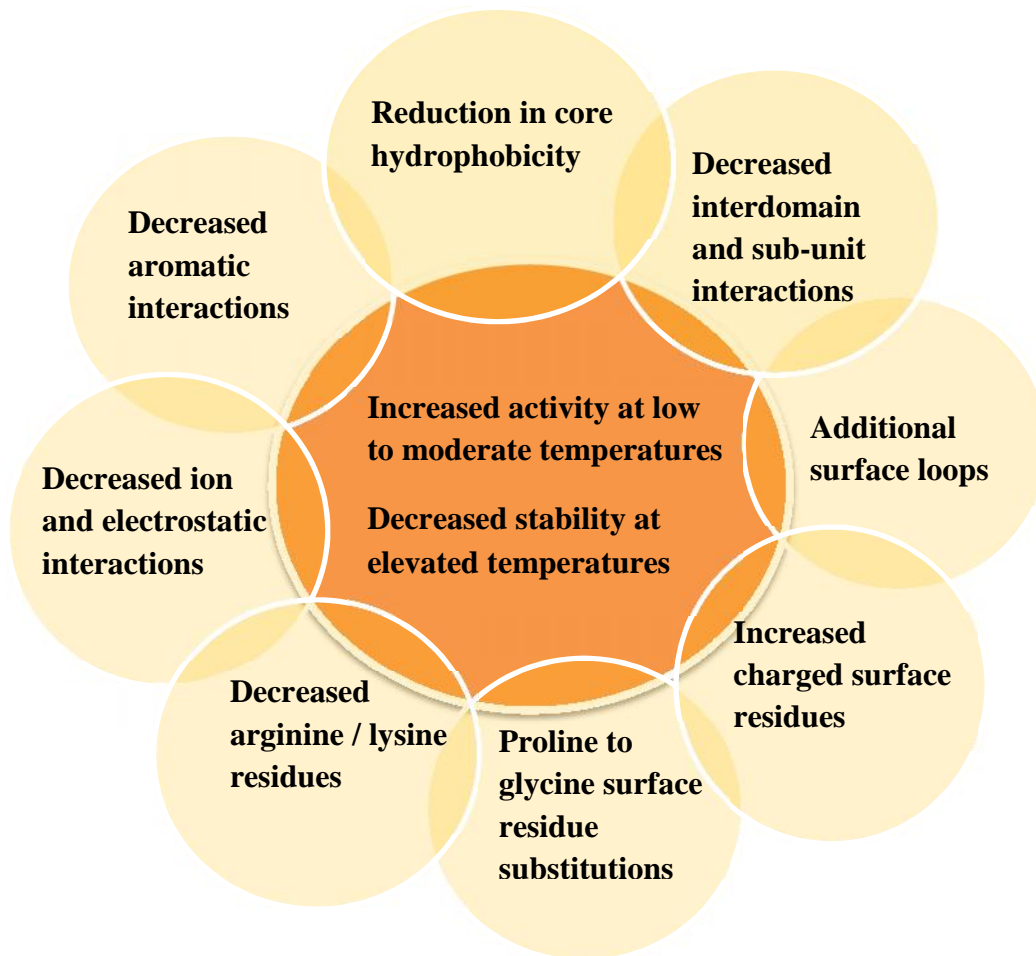 Reduction in core
hydrophobicity
Decreased
interdomain
and sub-unit
interactions
Decreased
aromatic
interactions
Increased activity at low
to moderate temperatures
Decreased stability at
elevated temperatures
Additional
surface loops
Decreased ion
and electrostatic
interactions
Increased
charged surface
residues
Decreased
arginine / lysine
residues
Proline to
glycine surface
residue
substitutions